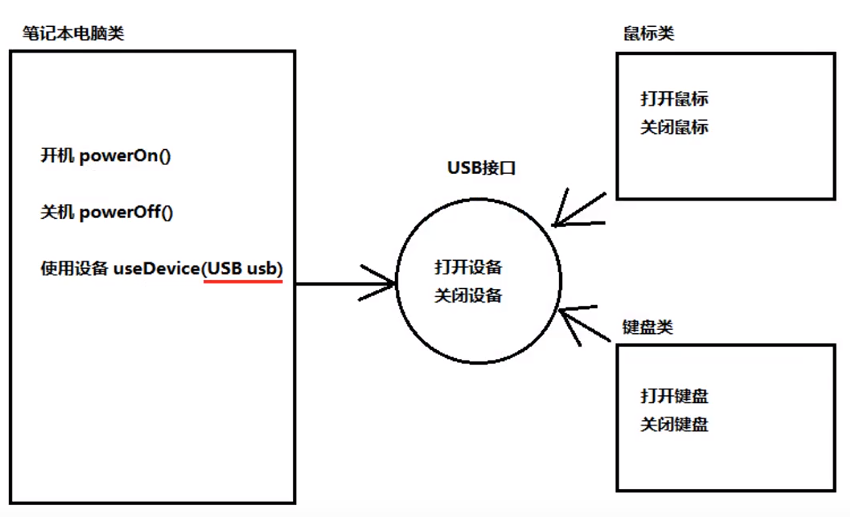 笔记本电脑类
开机 powerOn()
关机 powerOff()
使用设备 useDevice(USB usb)
USB接口
打开设备
关闭设备
鼠标类
打开鼠标
关闭鼠标
键盘类
打开键盘
关闭键盘